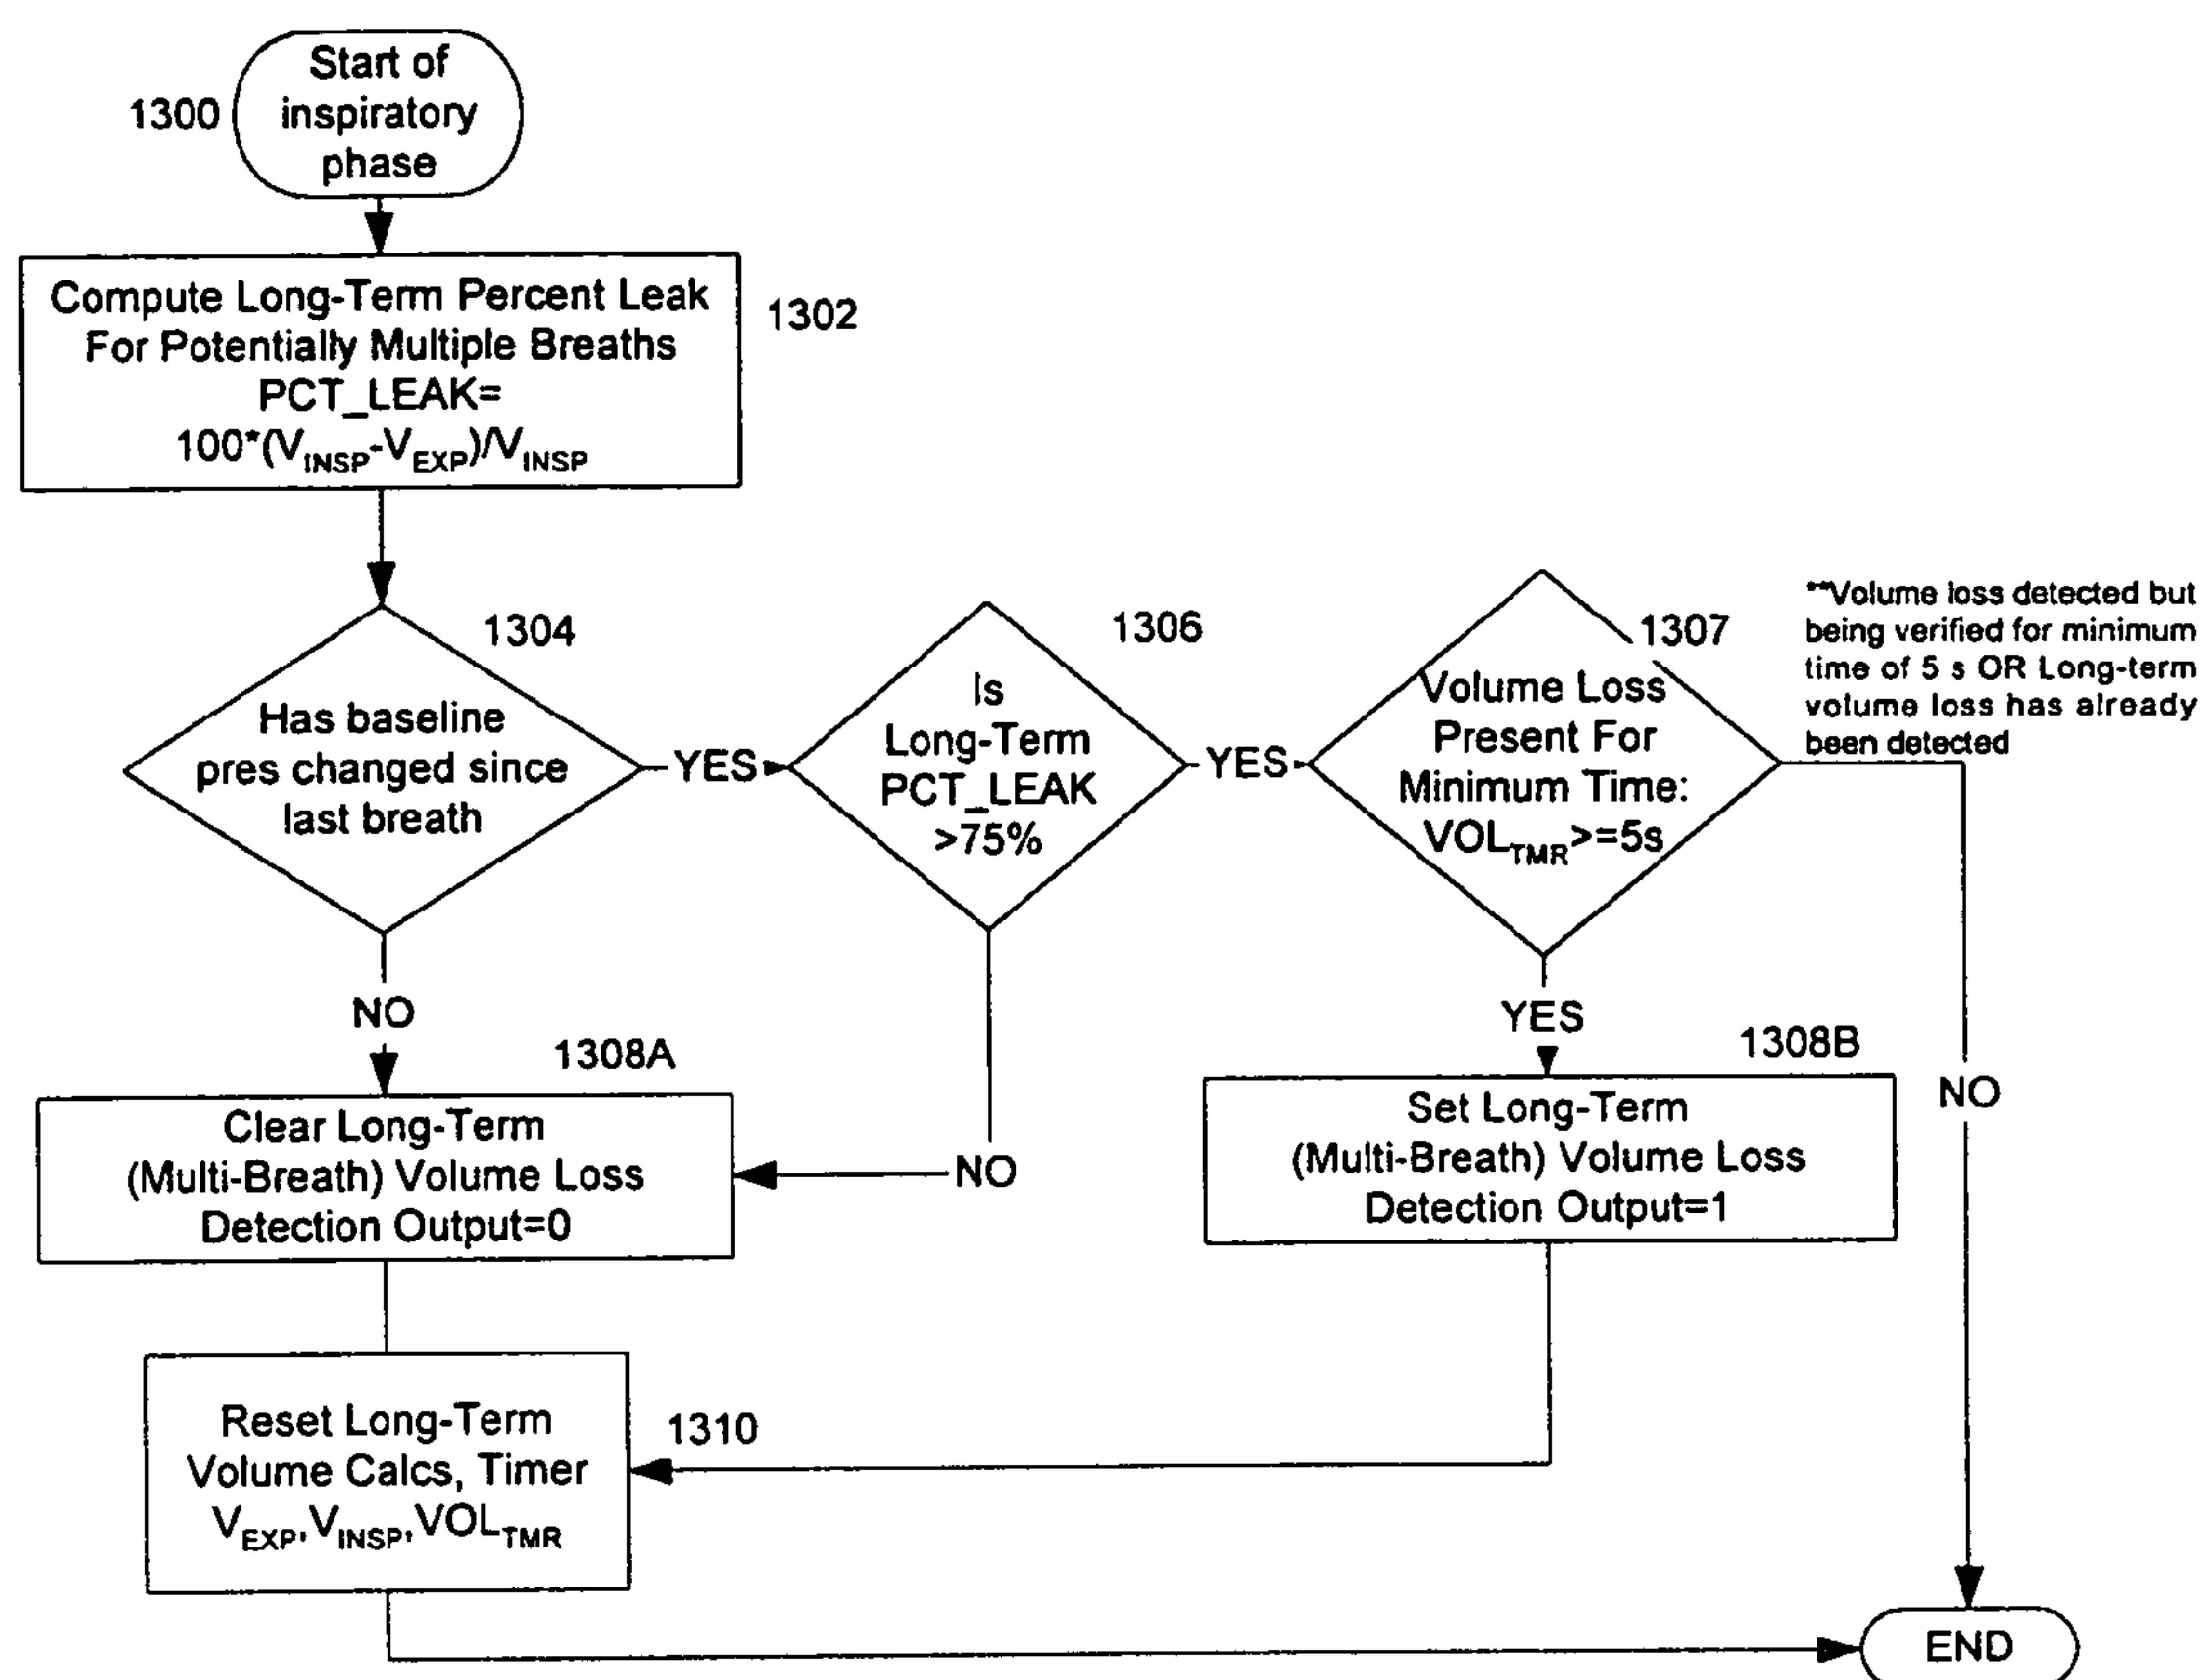 Start of
inspiratory
phase
1300
Compute Long-Term Percent Leak
For Potentially Multiple Breaths
PCT_LEAK=
100*(VINSP-VEXP)/VINSP
1302
1304
Has baseline
pres changed since
last breath
YES
1306
Is
Long-Term
PCT_LEAK
>75%
YES
1307
Volume Loss
Present For
Minimum Time:
VOLTMR>=5s
**Volume loss detected but
being verified for minimum
time of 5 s OR Long-term
volume loss has already
been detected
NO
NO
YES
NO
1308A
Clear Long-Term
(Multi-Breath) Volume Loss
Detection Output=0
1308B
Set Long-Term
(Multi-Breath) Volume Loss
Detection Output=1
Reset Long-Term
Volume Calcs, Timer
VEXP,VINSP,VOLTMR
1310
END